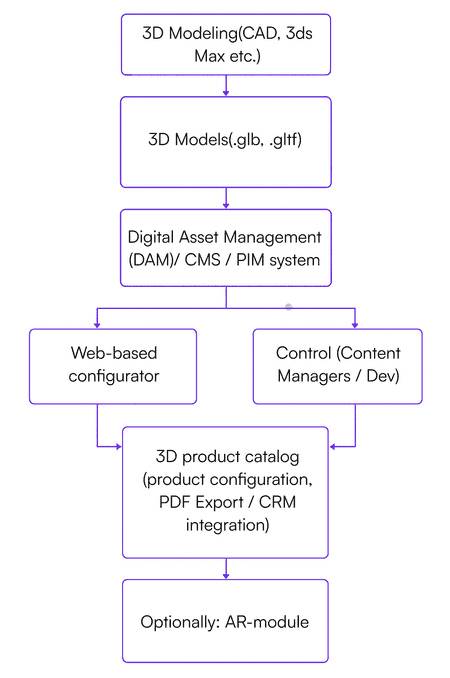 3D Modeling(CAD, 3ds
Max etc.)
3D Models(.glb, .gltf)
Digital Asset Management
(DAM)/ CMS / PIM system
Web-based
configurator
Control (Content
Managers / Dev)
3D product catalog
(product configuration,
PDF Export / CRM
integration)
Optionally: AR-module